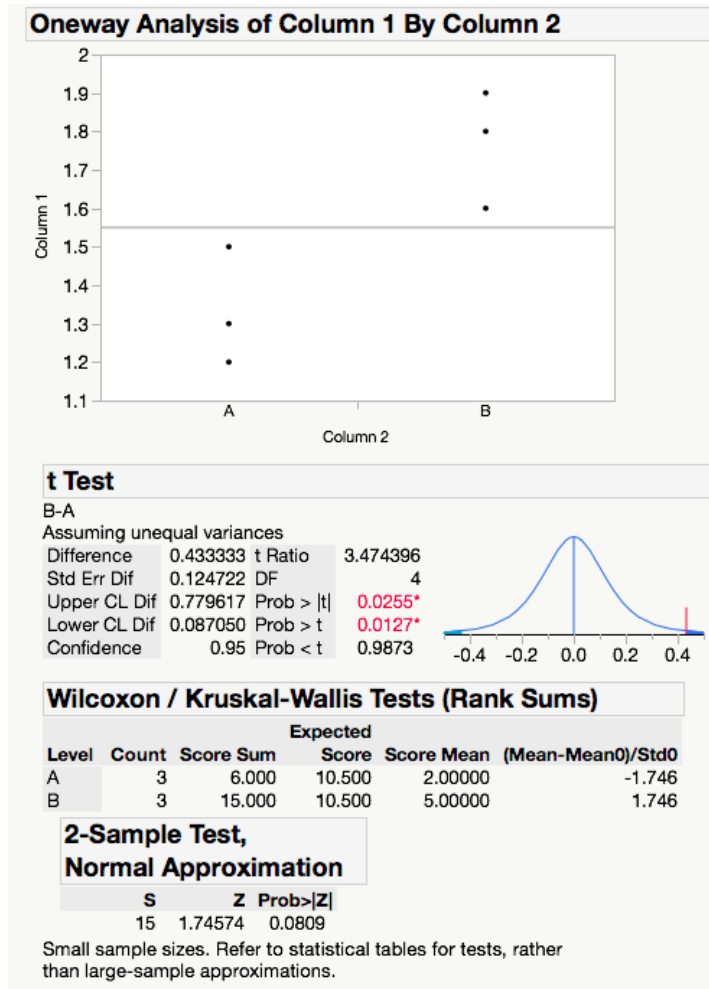 Oneway Analysis of Column 1 By Column 2
2
1.9
1.8
1.7
1.6
1.5
1.4
1.3
1.2
1.1
Column 1
A B
Column 2
t Test
B-A
Assuming unequal variances
Difference 0.433333 t Ratio 3.474396
Std Err Dif 0.124722 DF 4
Upper CL Dif 0.779617 Prob > |t| 0.0255*
Lower CL Dif 0.087050 Prob > t 0.0127*
Confidence 0.95 Prob < t 0.9873
-0.4 -0.2 0.0 0.2 0.4
Wilcoxon / Kruskal-Wallis Tests (Rank Sums)
Expected
Level Count Score Sum Score Score Mean (Mean-Mean0)/Std0
A 3 6.000 10.500 2.00000 -1.746
B 3 15.000 10.500 5.00000 1.746
2-Sample Test,
Normal Approximation
S Z Prob>|Z|
15 1.74574 0.0809
Small sample sizes. Refer to statistical tables for tests, rather
than large-sample approximations.